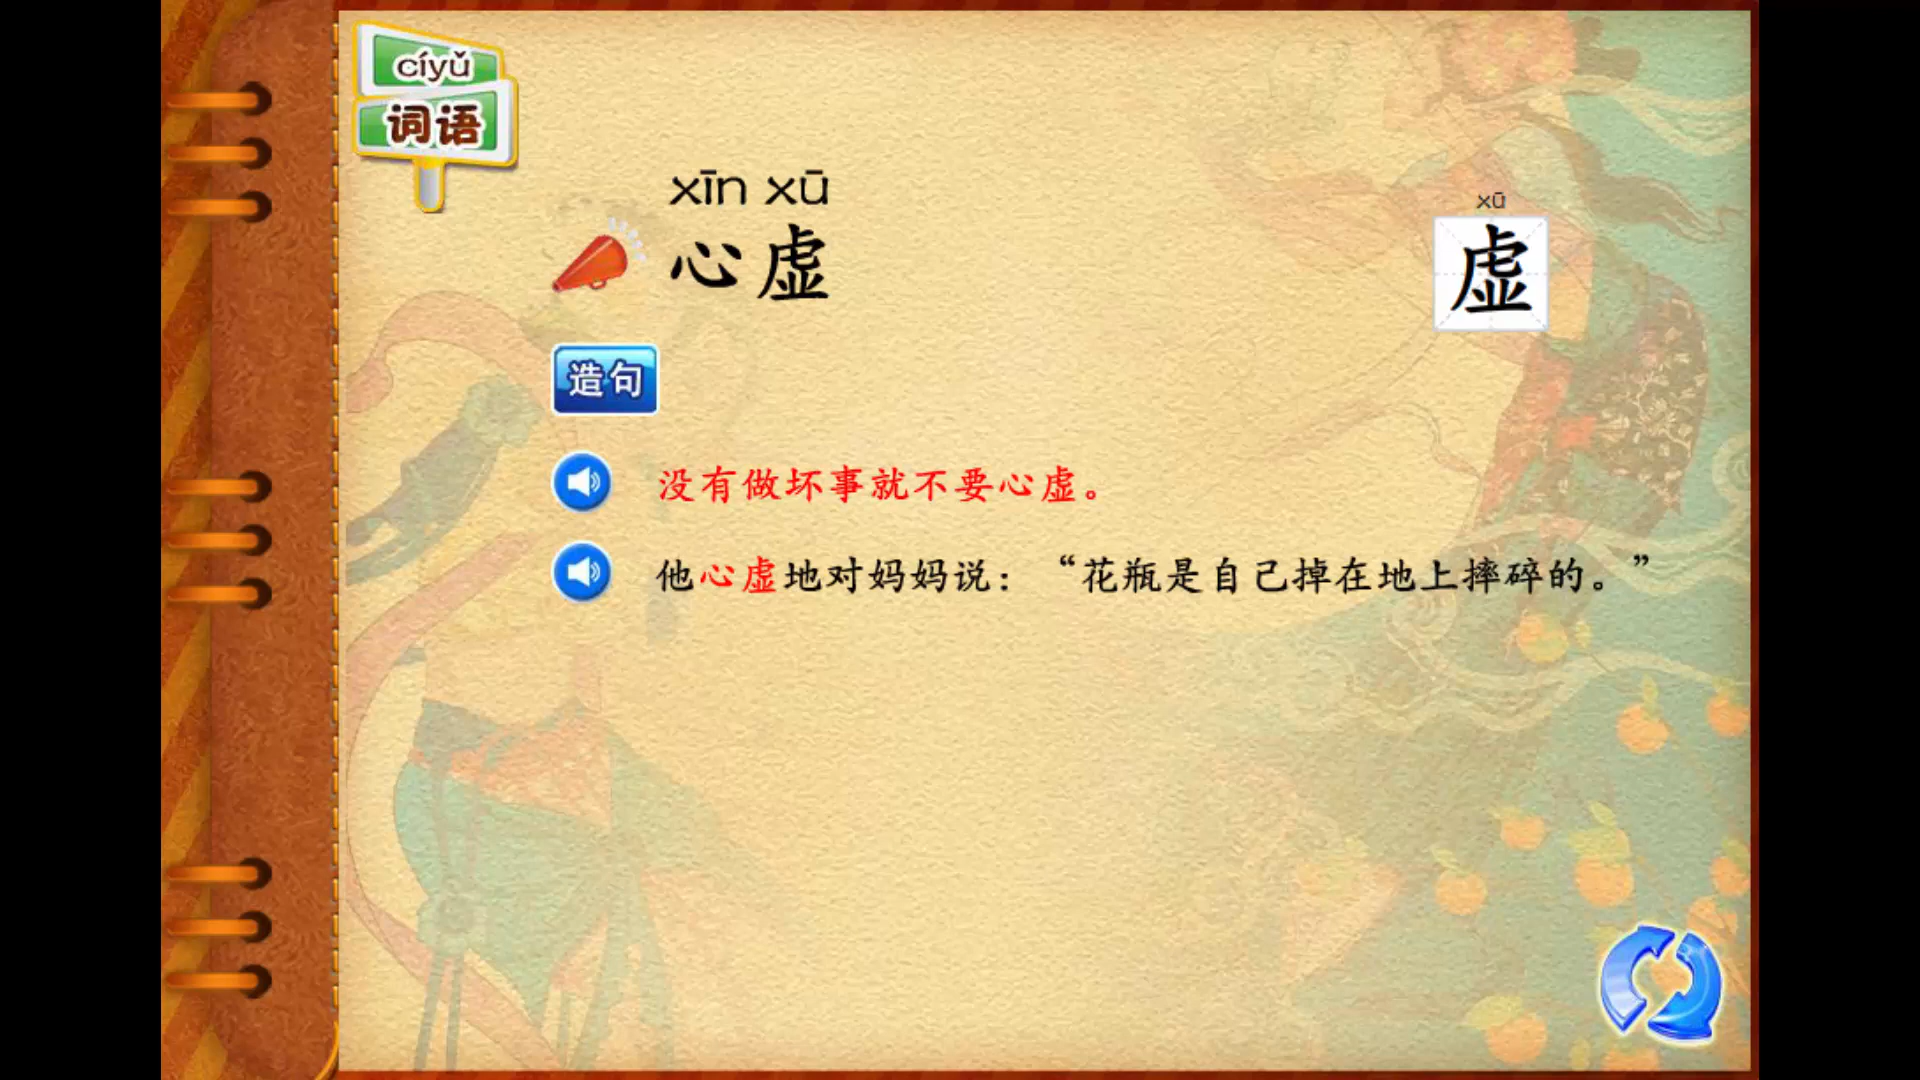 cíyǔ
词语
xīn xū
心虚
xū
虚
造句
没有做坏事就不要心虚。
他心虚地对妈妈说：“花瓶是自己掉在地上摔碎的。”